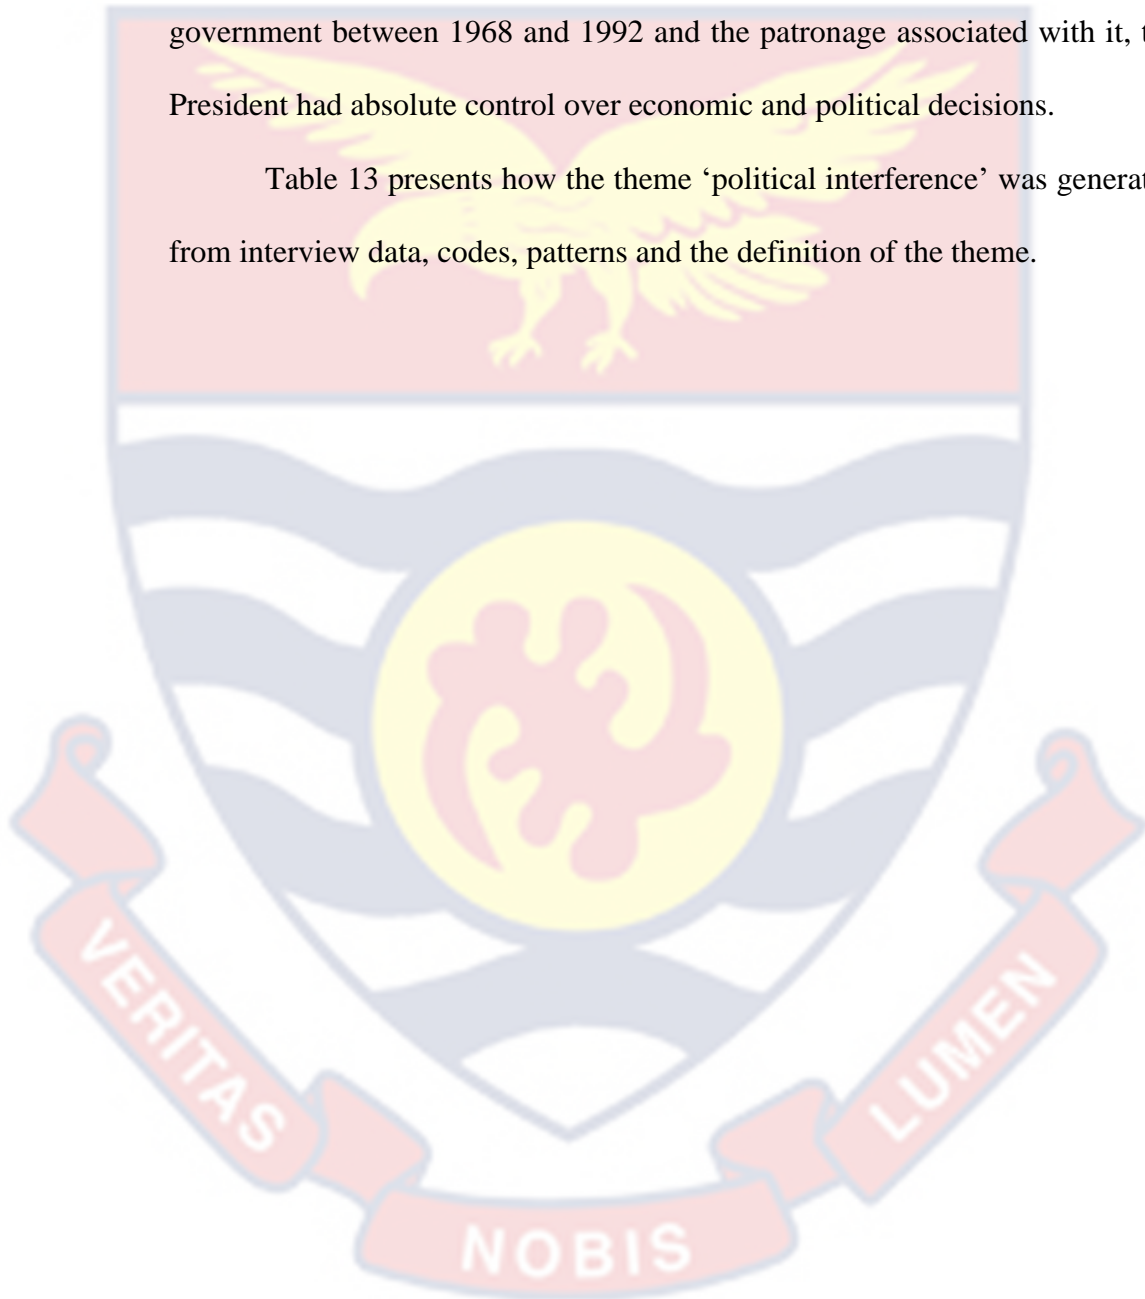 government between 1968 and 1992 and the patronage associated with it, t
President had absolute control over economic and political decisions.
Table 13 presents how the theme ‘political interference’ was generat
from interview data, codes, patterns and the definition of the theme.
VERITAS
NOBIS
LUMEN